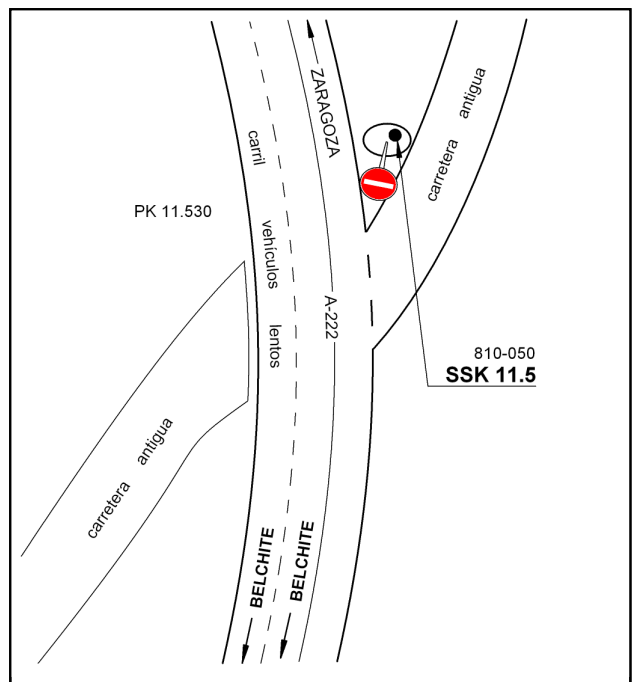 ZARAGOZA
carretera antigua
carril vehículos lentos
PK 11.530
A-222
810-050
SSK 11.5
carretera antigua
BELCHITE
BELCHITE